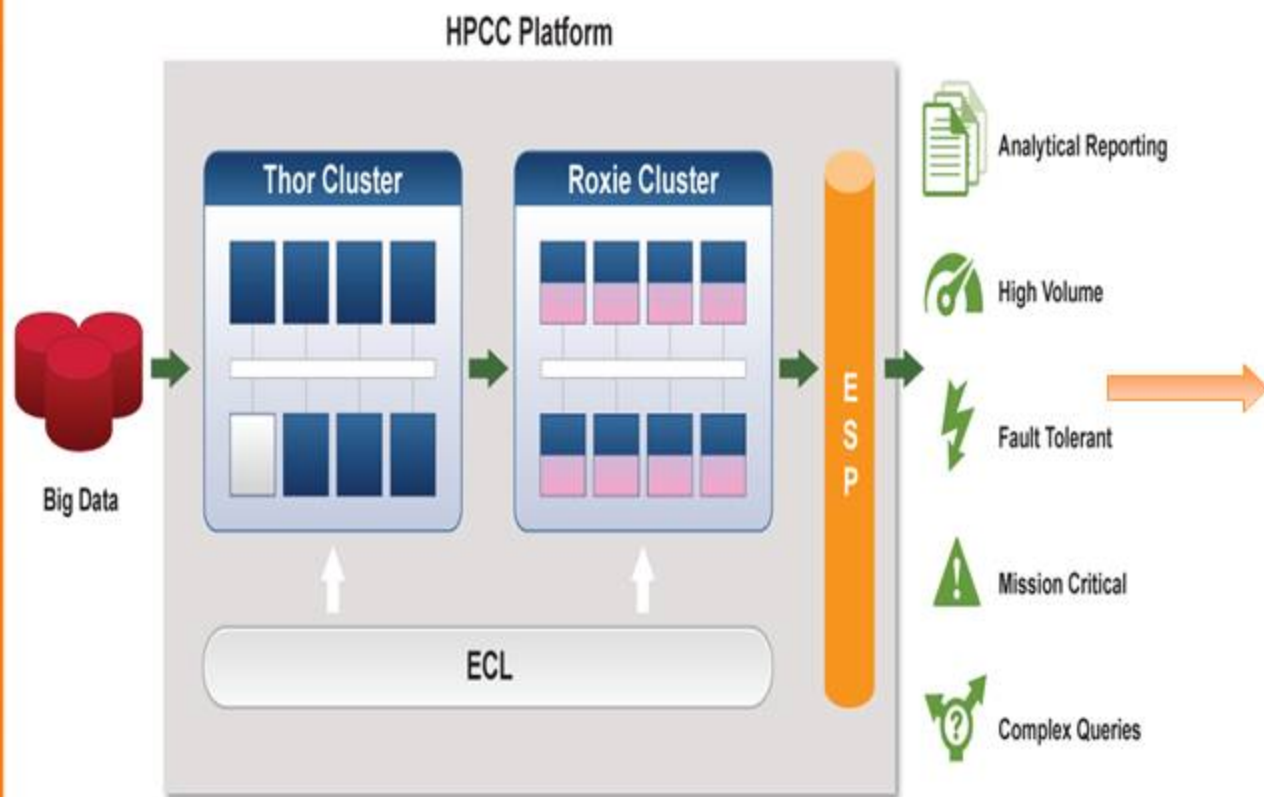 HPCC Platform
Thor Cluster
Roxie Cluster
Big Data
ECL
E
S
P
Analytical Reporting
High Volume
Fault Tolerant
Mission Critical
?
Complex Queries